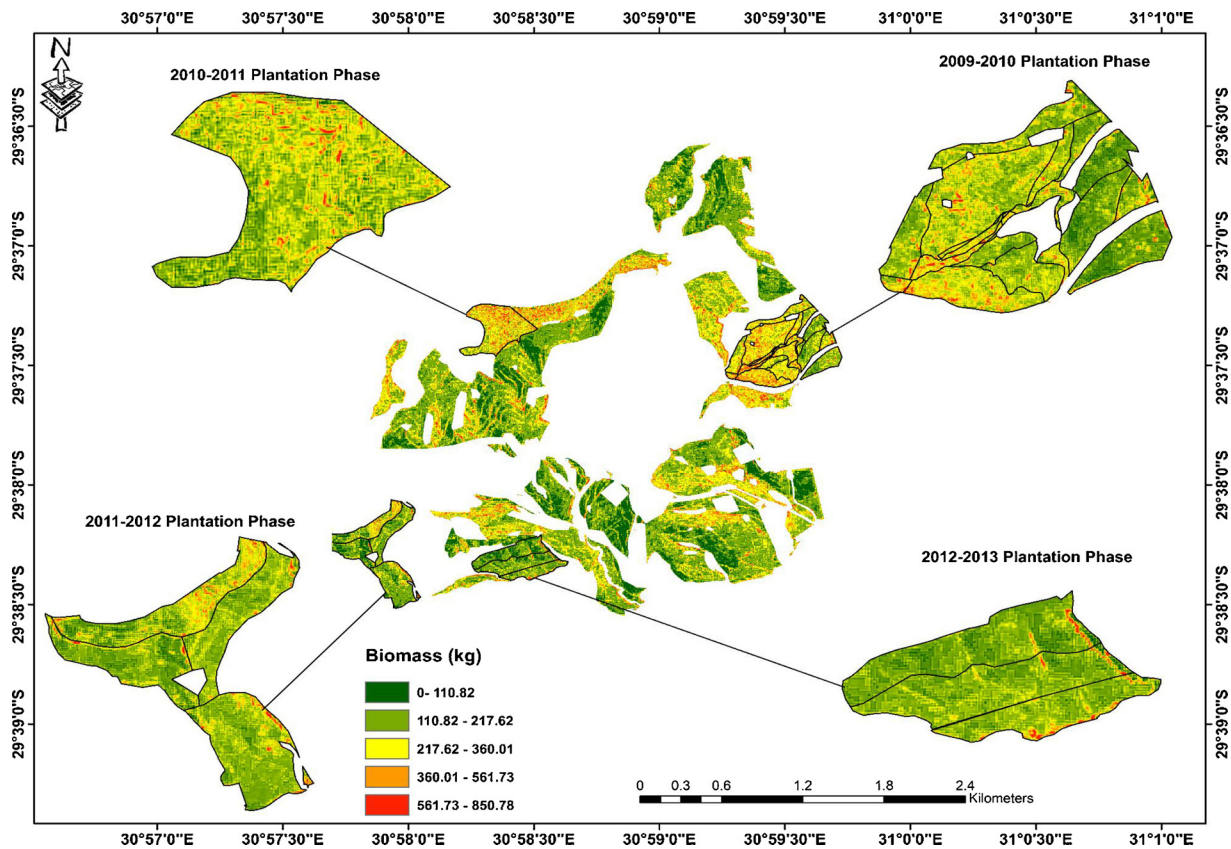 30°57'0"E 30°57'30"E 30°58'0"E 30°58'30"E 30°59'0"E 30°59'30"E 31°0'0"E 31°0'30"E 31°1'0"E
N
2010-2011 Plantation Phase
2009-2010 Plantation Phase
29°36'30"S
29°36'30"S
29°37'0"S
29°37'0"S
29°37'30"S
29°37'30"S
29°38'0"S
29°38'0"S
2011-2012 Plantation Phase
2012-2013 Plantation Phase
29°38'30"S
29°38'30"S
29°39'0"S
29°39'0"S
Biomass (kg)
0- 110.82
110.82 - 217.62
217.62 - 360.01
360.01 - 561.73
561.73 - 850.78
0 0.3 0.6 1.2 1.8 2.4
Kilometers
30°57'0"E 30°57'30"E 30°58'0"E 30°58'30"E 30°59'0"E 30°59'30"E 31°0'0"E 31°0'30"E 31°1'0"E